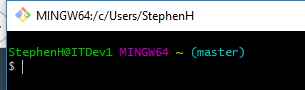 MINGW64:/c/Users/StephenH
StephenH@ITDev1 MINGW64 ~ (master)
$